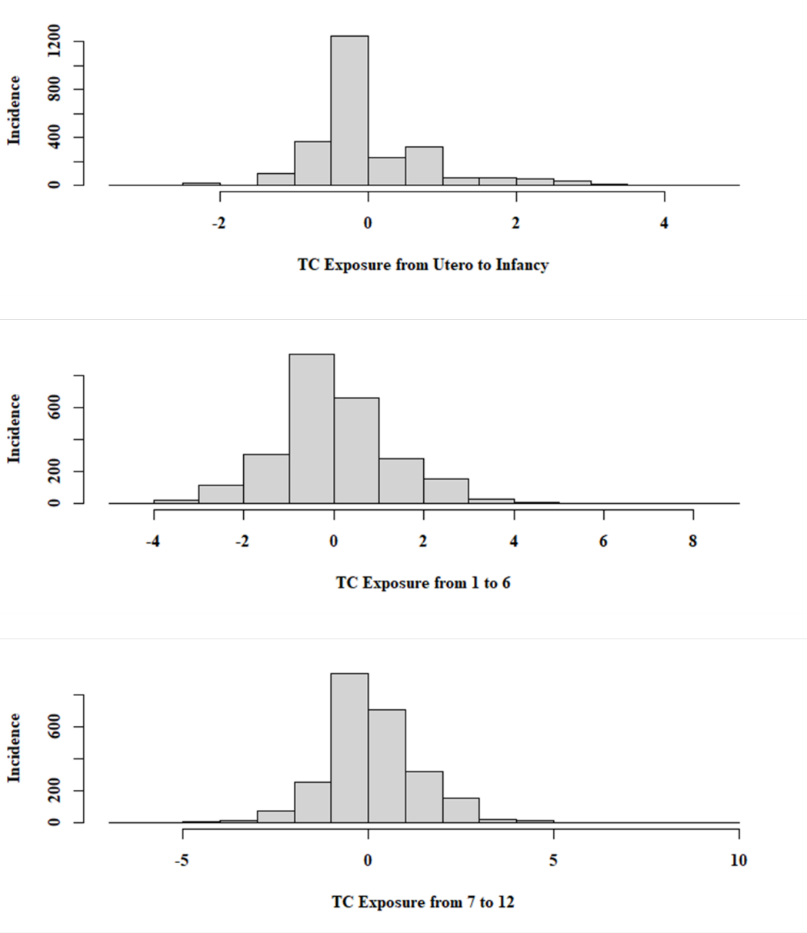 Incidence
1200
800
400
0
-2 0 2 4
TC Exposure from Utero to Infancy
Incidence
600
200
0
-4 -2 0 2 4 6 8
TC Exposure from 1 to 6
Incidence
600
200
0
-5 0 5 10
TC Exposure from 7 to 12